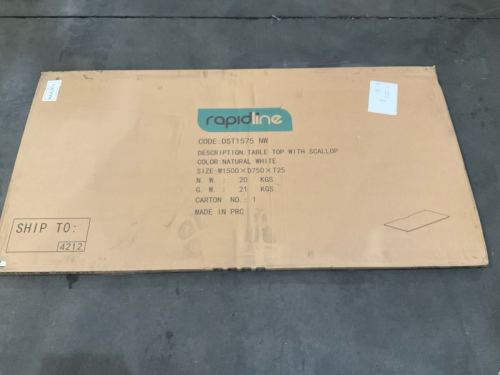 rapidline
CODE:DST1575 NW
DESCRIPTION:TABLE TOP WITH SCALLOP
COLOR:NATURAL WHITE
SIZE:W1500×D750×T25
N. W. : 20 KGS
G. W. : 21 KGS
CARTON NO.: 1
MADE IN PRC
SHIP TO:
4212